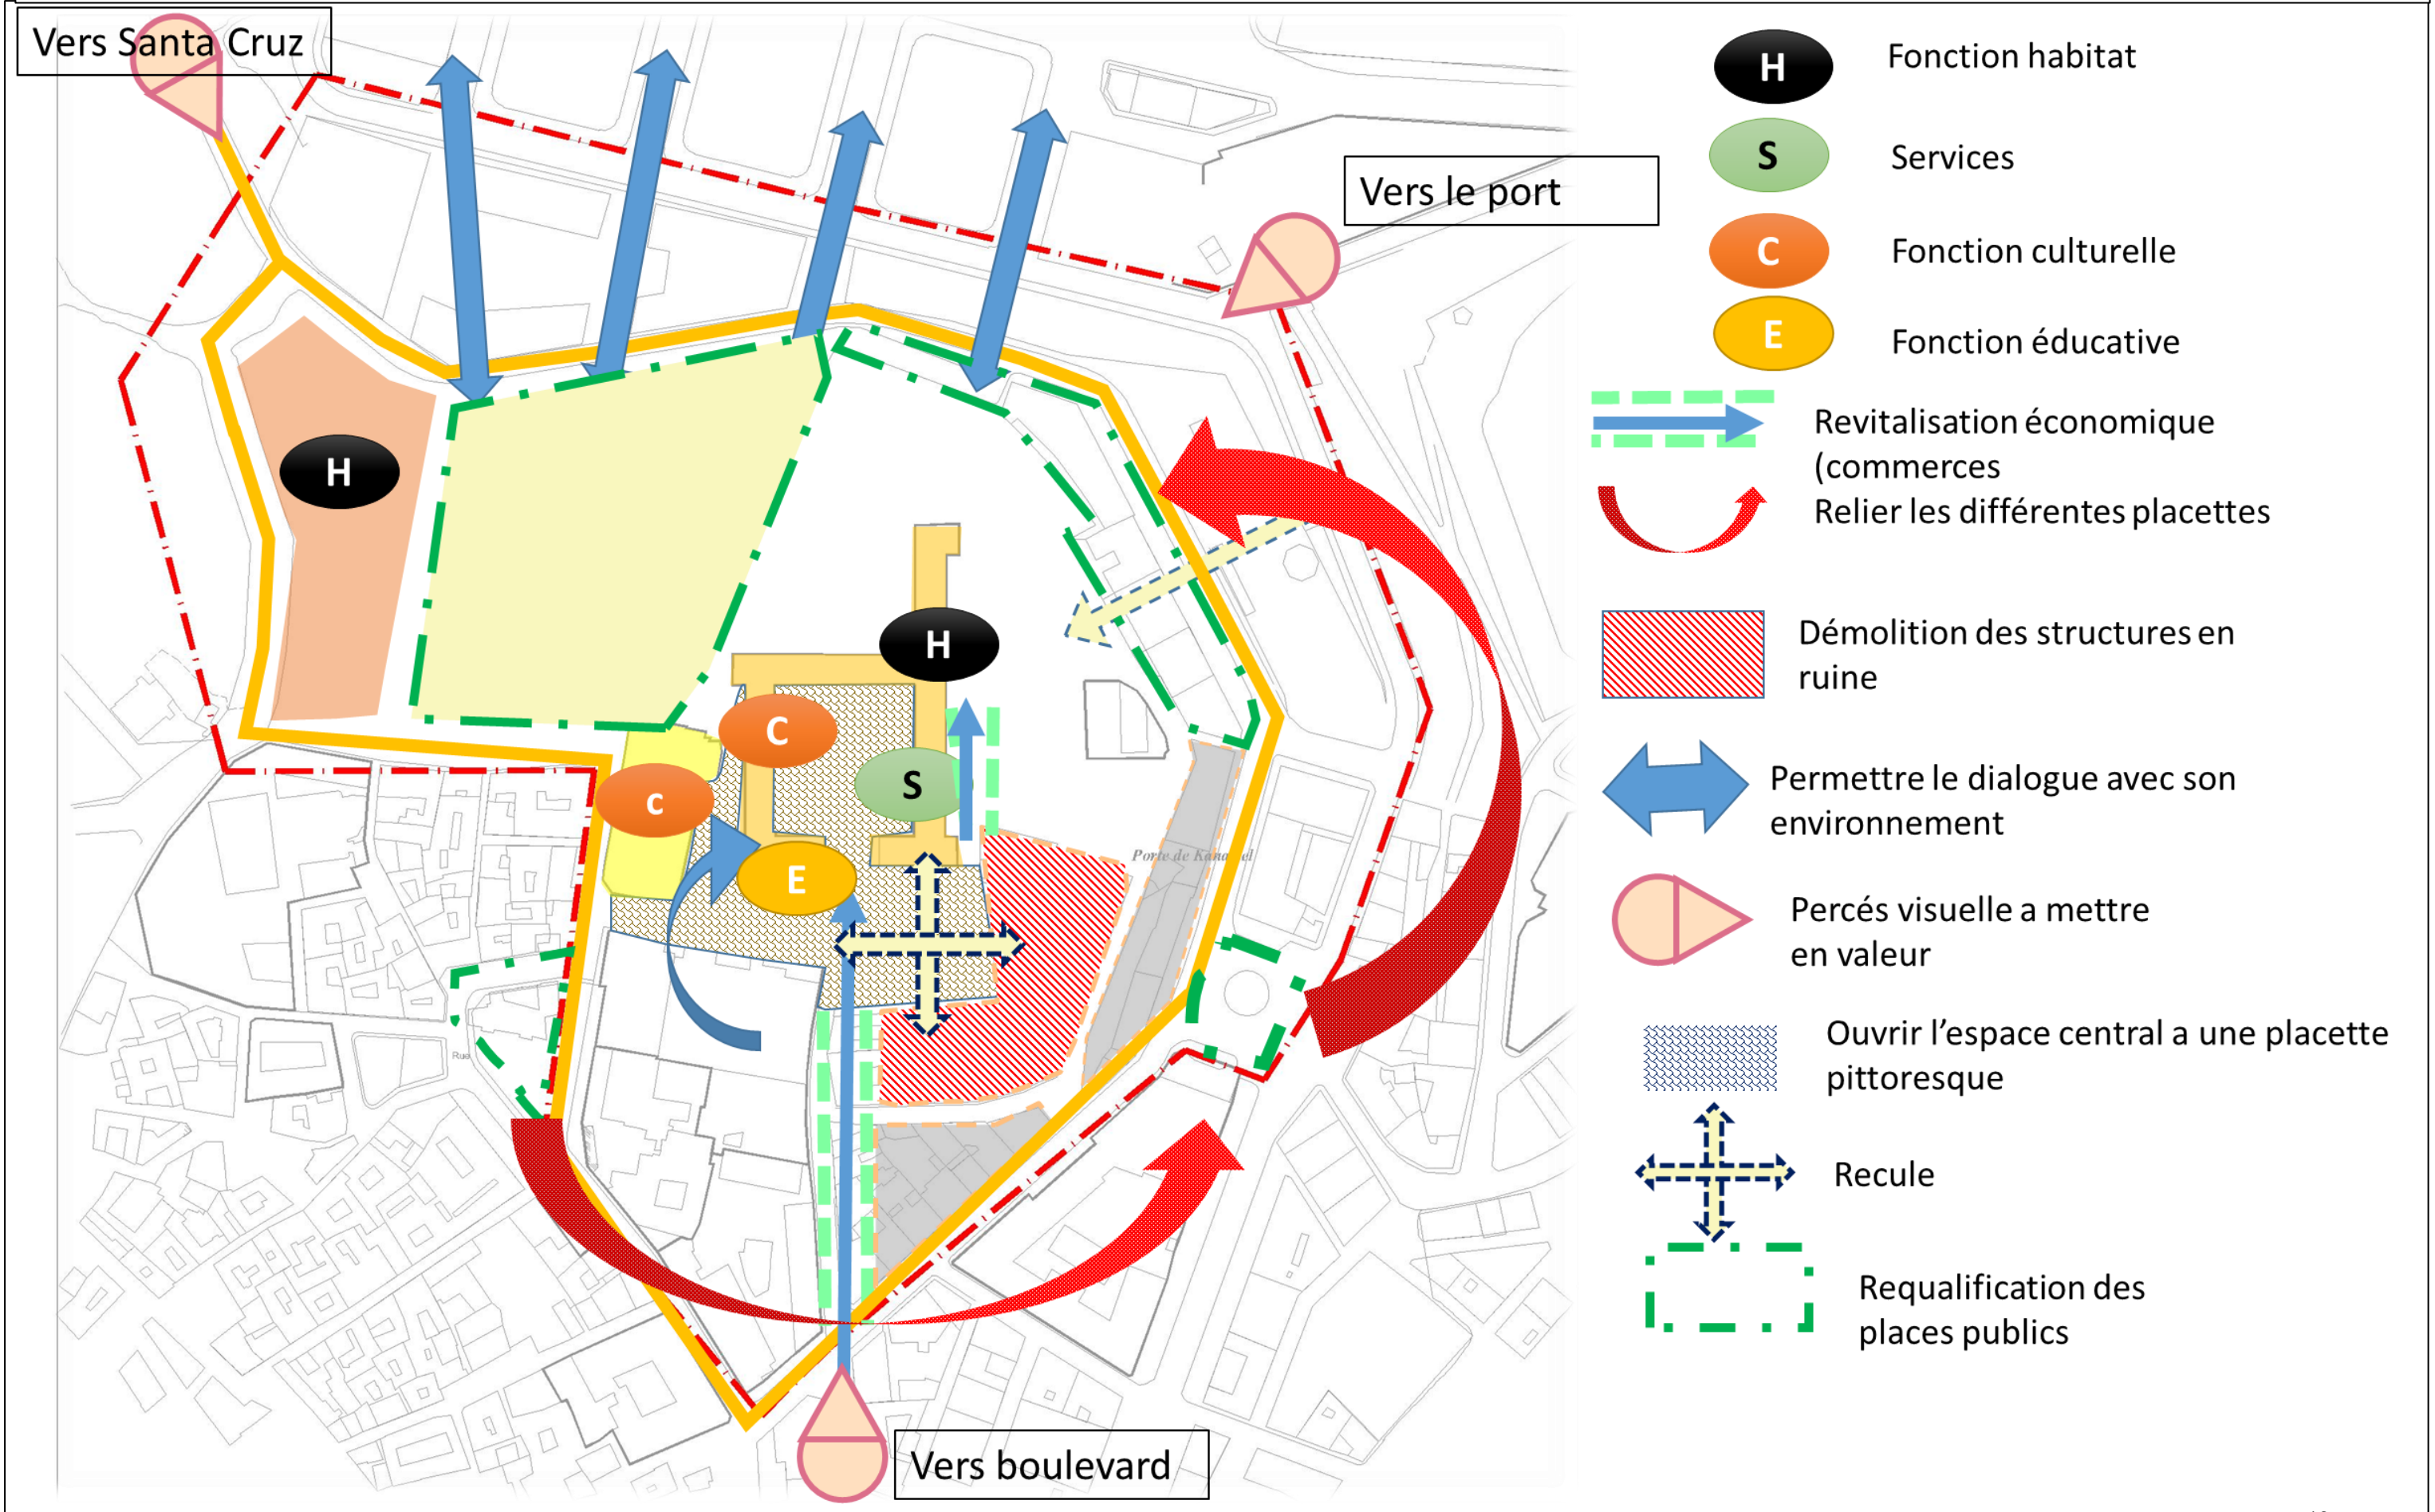 Vers Santa Cruz
Vers le port
H
H
C
c
S
E
Rue
Vers boulevard
H
Fonction habitat
S
Services
C
Fonction culturelle
E
Fonction éducative
Revitalisation économique
(commerces
Relier les différentes placettes
Démolition des structures en
ruine
Permettre le dialogue avec son
environnement
Percés visuelle a mettre
en valeur
Ouvrir l’espace central a une placette
pittoresque
Recule
Requalification des
places publics
Porte de